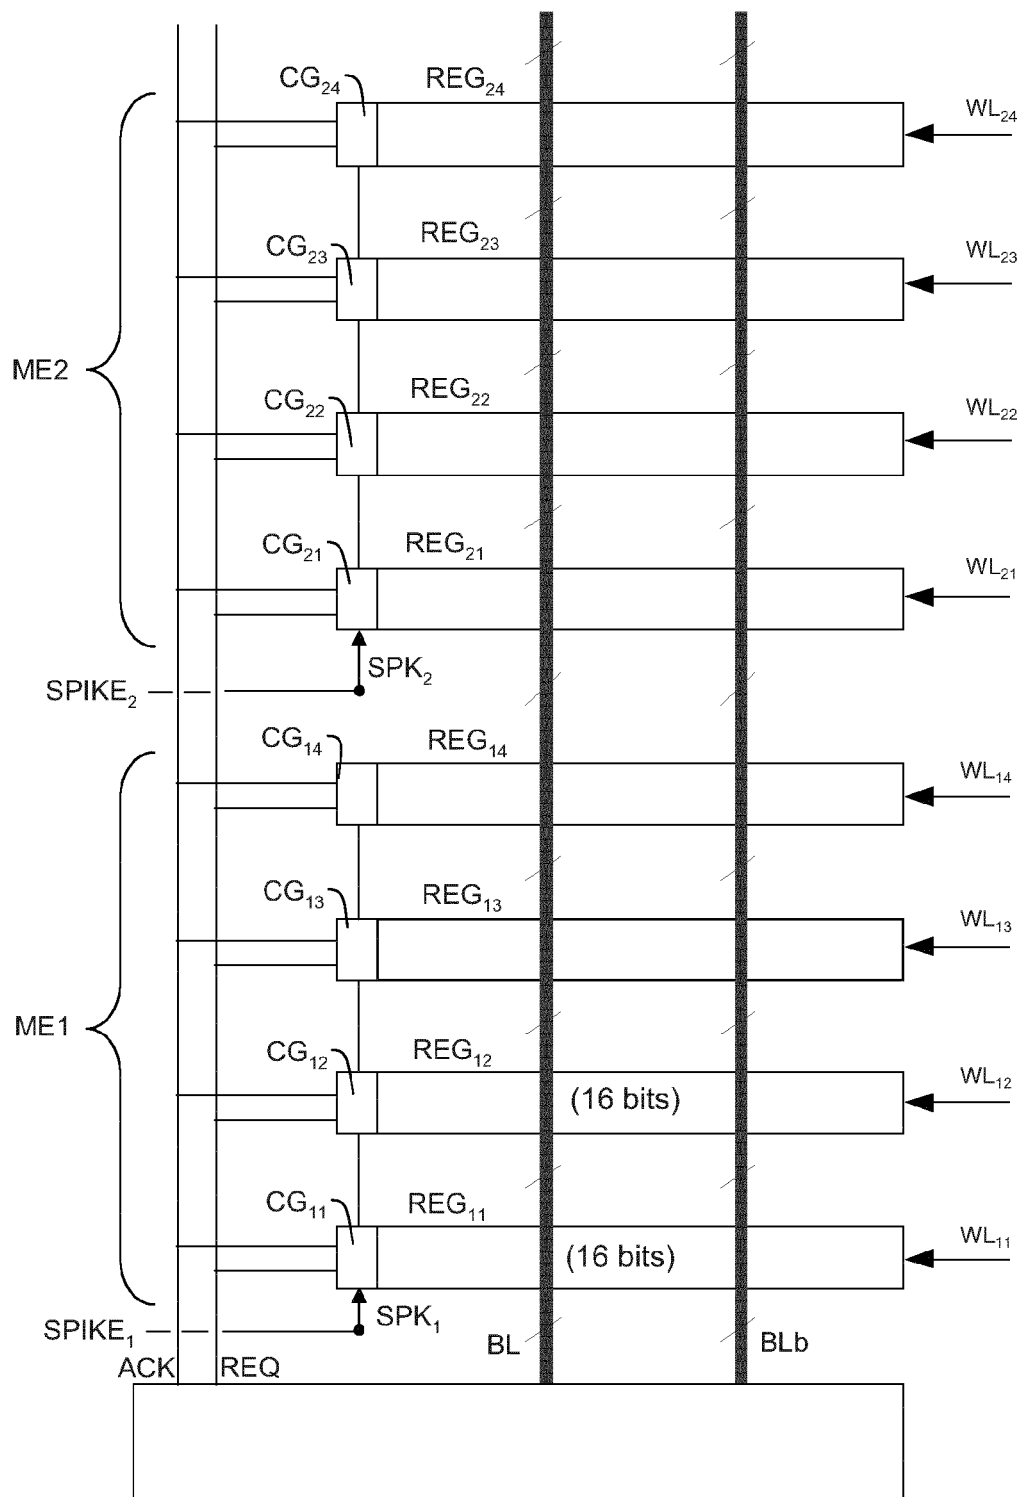 CG24 REG24 WL24
CG23 REG23 WL23
ME2
CG22 REG22 WL22
CG21 REG21 WL21
SPIKE2 SPK2
CG14 REG14 WL14
CG13 REG13 WL13
ME1
CG12 REG12 WL12
(16 bits)
CG11 REG11 WL11
(16 bits)
SPIKE1 SPK1
BL BLb
ACK REQ